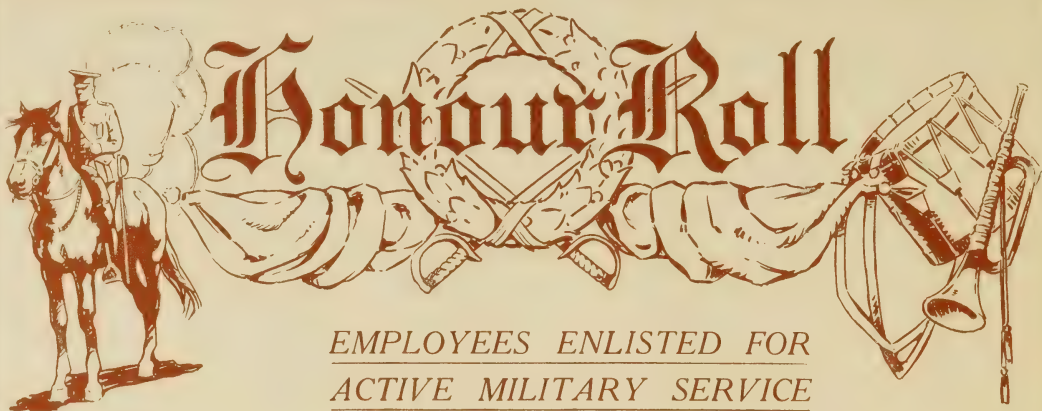 Honour Roll
EMPLOYEES ENLISTED FOR
ACTIVE MILITARY SERVICE